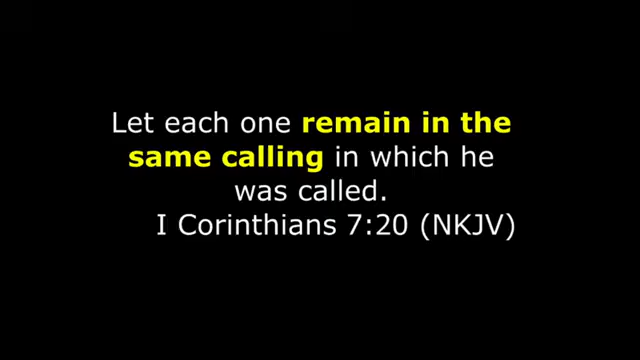 Let each one remain in the
same calling in which he
was called.
I Corinthians 7:20 (NKJV)